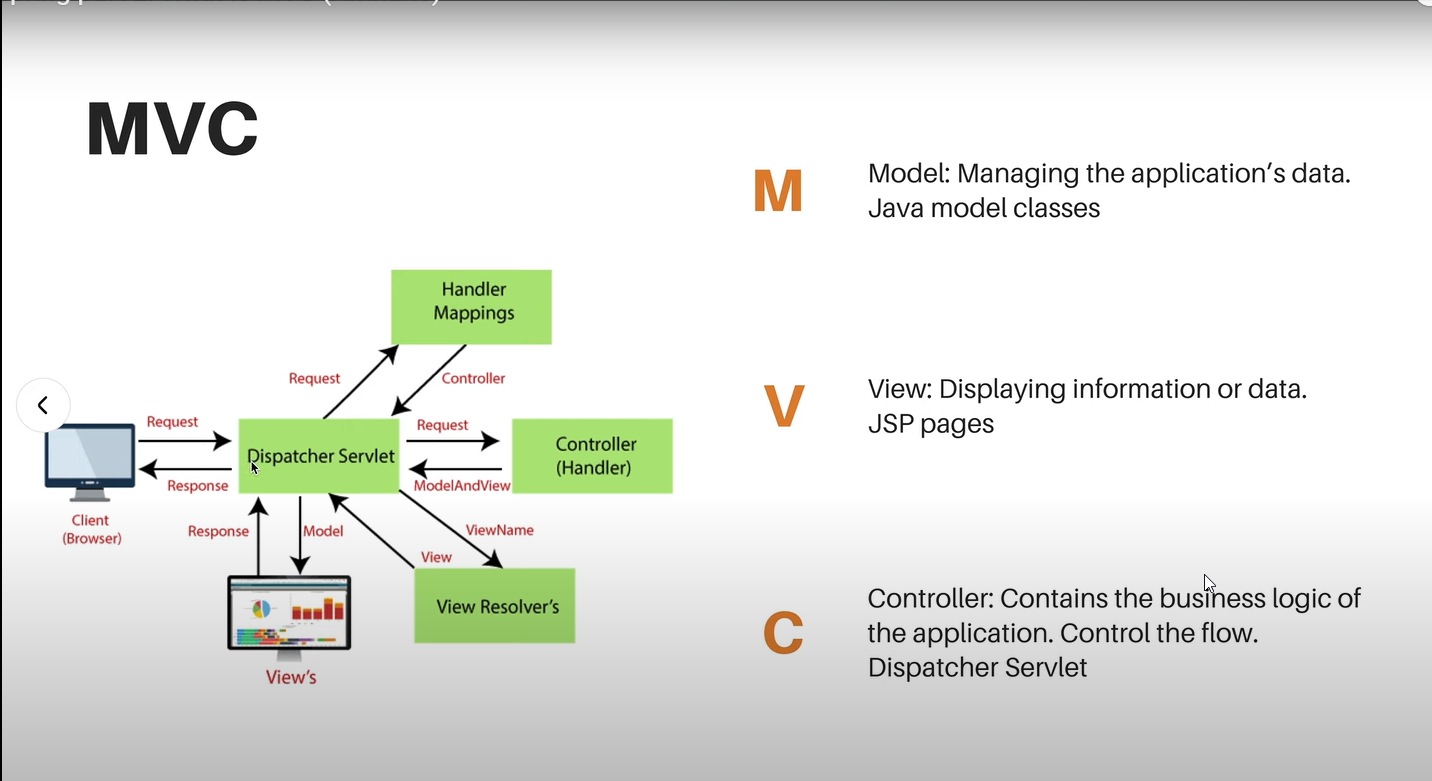 MVC
M
Model: Managing the application’s data.
Java model classes
V
View: Displaying information or data.
JSP pages
C
Controller: Contains the business logic of
the application. Control the flow.
Dispatcher Servlet
Handler
Mappings
Request
Controller
Request
Dispatcher Servlet
Request
Controller
(Handler)
Response
ModelAndView
Client
(Browser)
Response
Model
ViewName
View
View Resolver’s
View’s